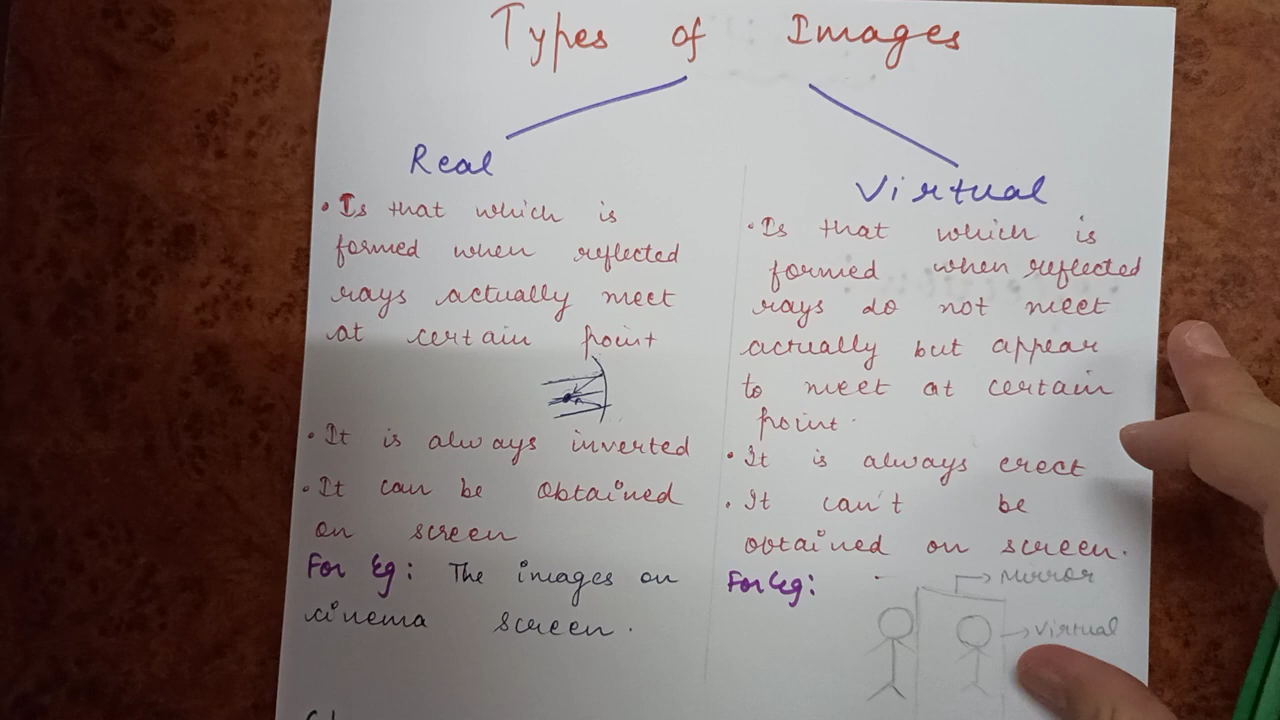 Types of Images
Real
• Is that which is
formed when reflected
rays actually meet
at certain point
• It is always inverted
• It can be obtained
on screen
For Eg: The images on
cinema screen.
Virtual
• Is that which is
formed when reflected
rays do not meet
actually but appear
to meet at certain
point.
• It is always erect
• It can't be
obtained on screen.
For Eg:
Mirror
Virtual